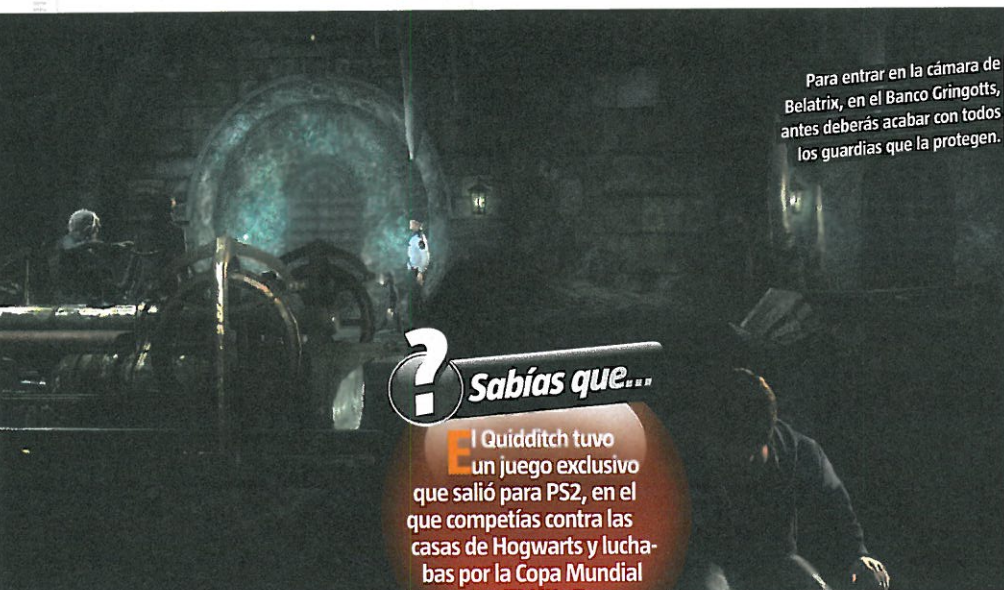 Para entrar en la cámara de
Belatrix, en el Banco Gringotts,
antes deberás acabar con todos
los guardias que la protegen.
?
Sabías que...
El Quidditch tuvo
un juego exclusivo
que salió para PS2, en el
que competías contra las
casas de Hogwarts y lucha-
bas por la Copa Mundial